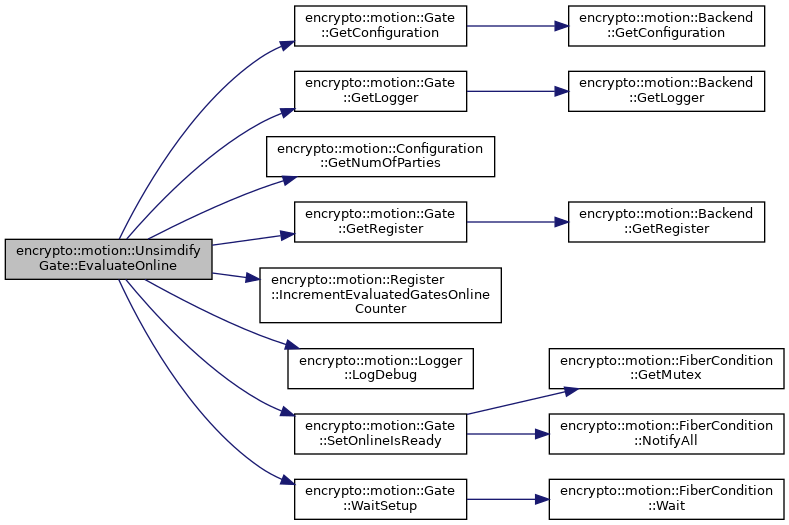 encrypto::motion::Unsimdify
Gate::EvaluateOnline
encrypto::motion::Gate
::GetConfiguration
encrypto::motion::Backend
::GetConfiguration
encrypto::motion::Gate
::GetLogger
encrypto::motion::Backend
::GetLogger
encrypto::motion::Configuration
::GetNumOfParties
encrypto::motion::Gate
::GetRegister
encrypto::motion::Backend
::GetRegister
encrypto::motion::Register
::IncrementEvaluatedGatesOnline
Counter
encrypto::motion::Logger
::LogDebug
encrypto::motion::Gate
::SetOnlineIsReady
encrypto::motion::FiberCondition
::GetMutex
encrypto::motion::FiberCondition
::NotifyAll
encrypto::motion::Gate
::WaitSetup
encrypto::motion::FiberCondition
::Wait